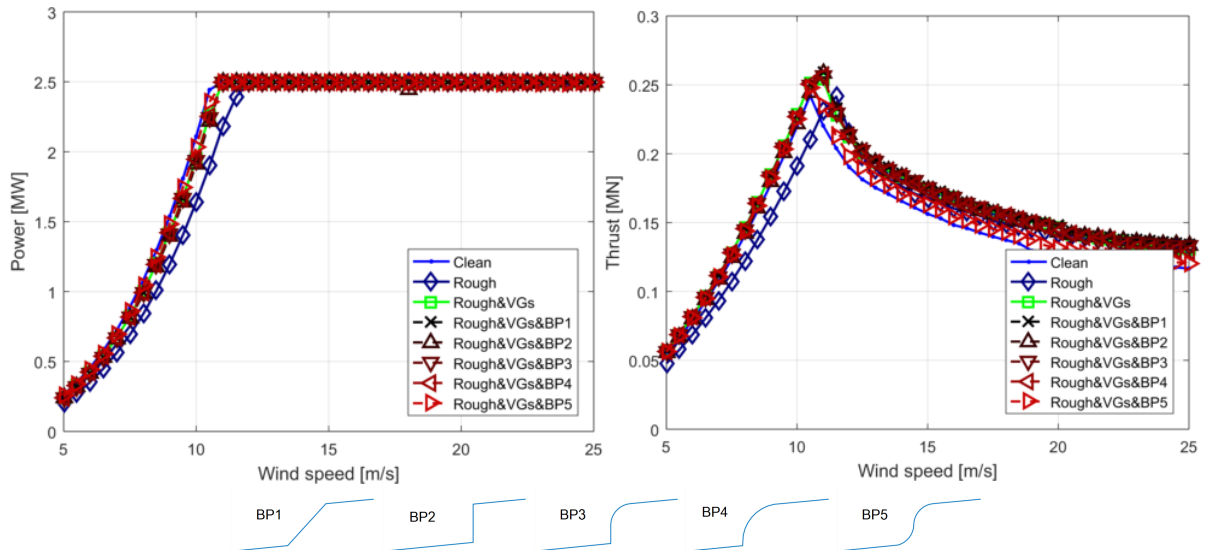 3
2.5
2
1.5
1
0.5
0
5
10
15
20
25
Power [MW]
Wind speed [m/s]
Clean
Rough
Rough&VGs
Rough&VGs&BP1
Rough&VGs&BP2
Rough&VGs&BP3
Rough&VGs&BP4
Rough&VGs&BP5
0.3
0.25
0.2
0.15
0.1
0.05
0
5
10
15
20
25
Thrust [MN]
Wind speed [m/s]
Clean
Rough
Rough&VGs
Rough&VGs&BP1
Rough&VGs&BP2
Rough&VGs&BP3
Rough&VGs&BP4
Rough&VGs&BP5
BP1
BP2
BP3
BP4
BP5